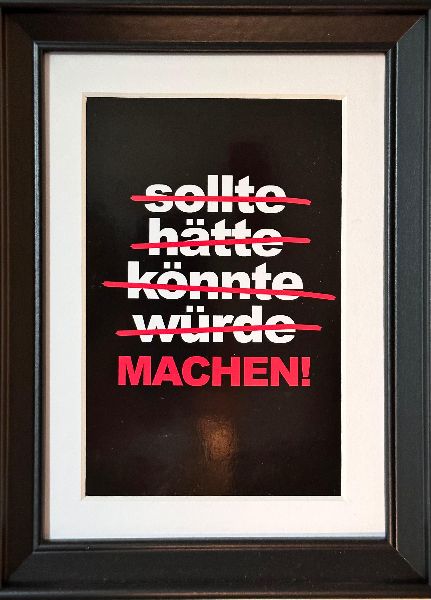 sollte
hätte
könnte
würde
MACHEN!